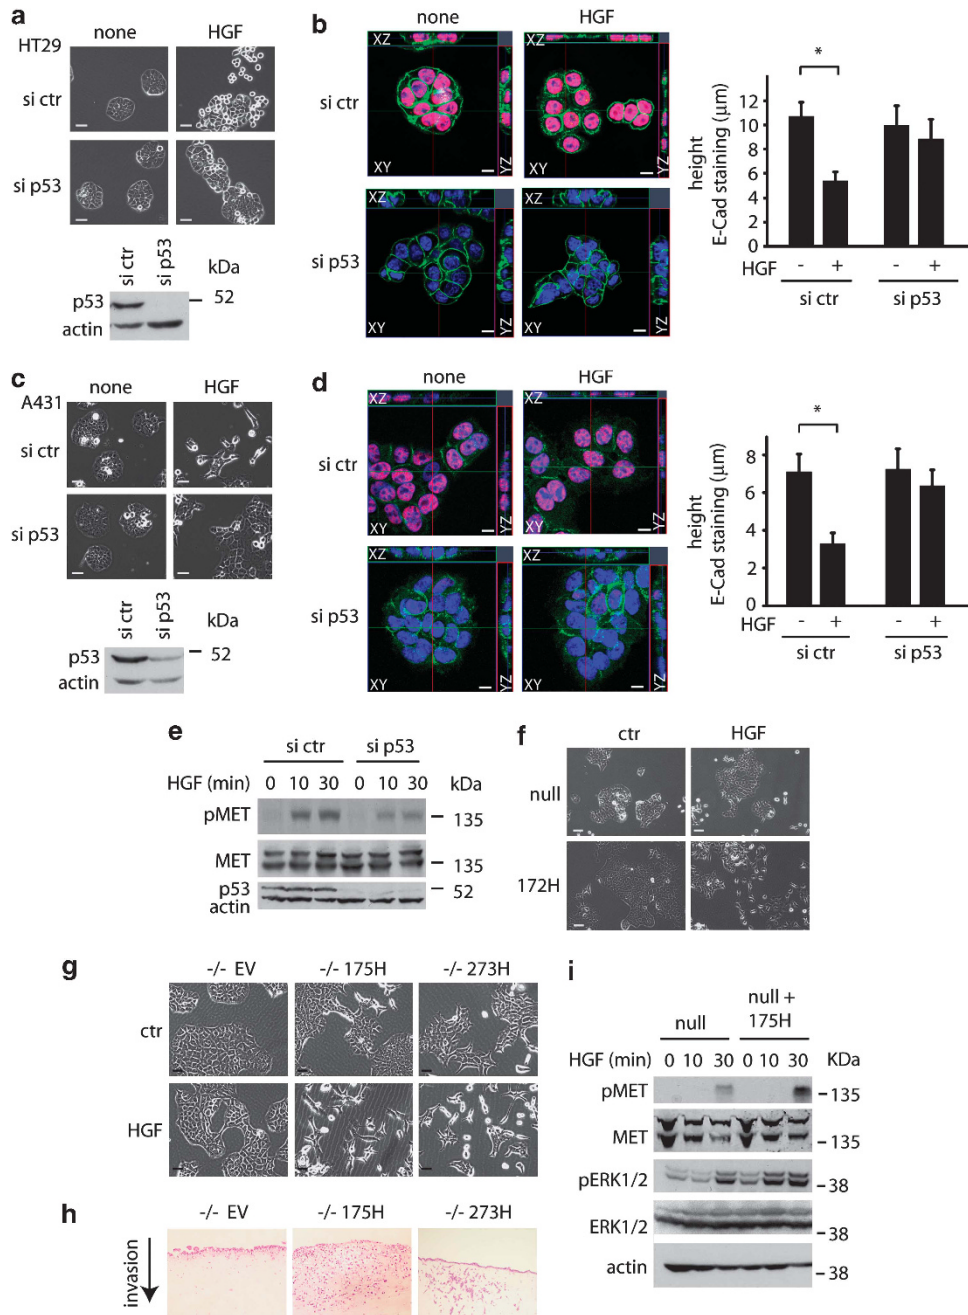 a
none HGF
HT29
si ctr
si p53
si ctr
si p53
kDa
p53
52
actin
b
none HGF
si ctr
XZ
XY
YZ
XZ
XY
YZ
si p53
XZ
XY
YZ
XZ
XY
YZ
height
E-Cad staining (μm)
12
10
8
6
4
2
0
*
HGF - + - +
si ctr si p53
c
none HGF
A431
si ctr
si p53
si ctr
si p53
kDa
p53
52
actin
d
none HGF
si ctr
XZ
XY
YZ
XZ
XY
YZ
si p53
XZ
XY
YZ
XZ
XY
YZ
height
E-Cad staining (μm)
10
8
6
4
2
0
*
HGF - + - +
si ctr si p53
e
si ctr si p53
HGF (min) 0 10 30 0 10 30 kDa
pMET 135
MET 135
p53 52
actin
f
ctr HGF
null
172H
g
-/- EV -/- 175H -/- 273H
ctr
HGF
h
-/- EV -/- 175H -/- 273H
invasion
i
null null +
175H
HGF (min) 0 10 30 0 10 30 KDa
pMET -135
MET -135
pERK1/2 -38
ERK1/2 -38
actin -38